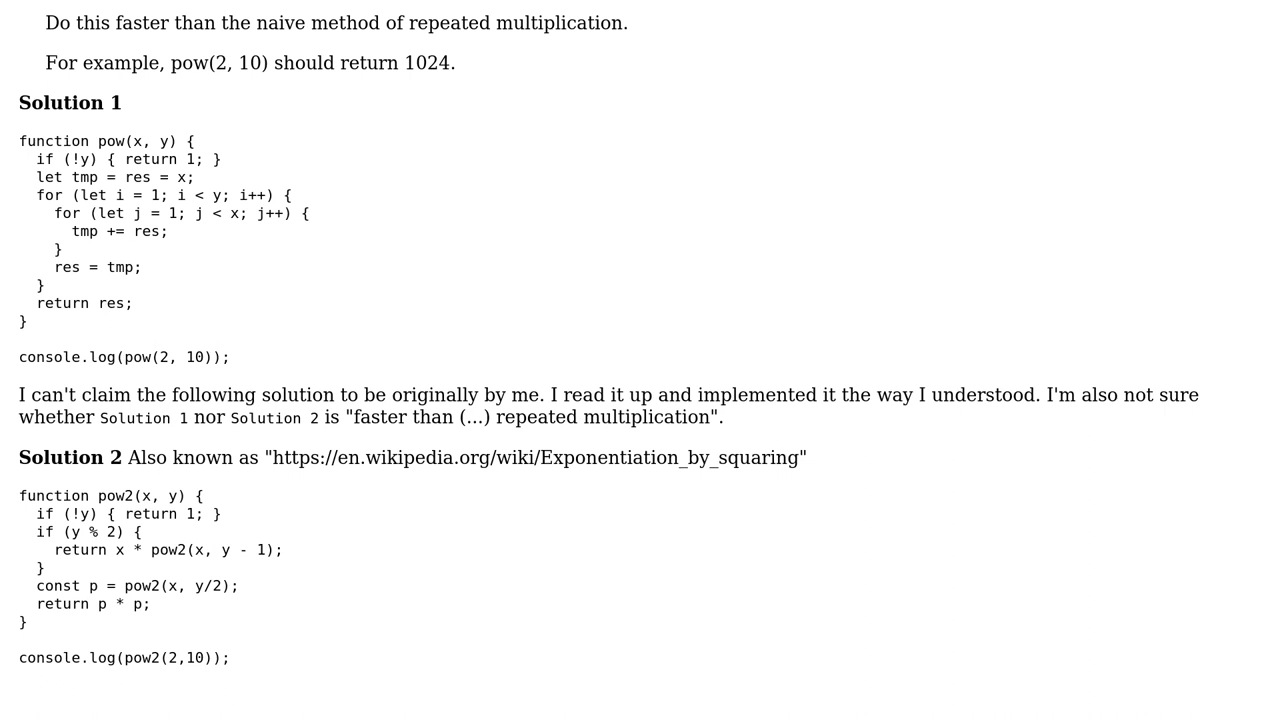 Do this faster than the naive method of repeated multiplication.
For example, pow(2, 10) should return 1024.
Solution 1
function pow(x, y) {
  if (!y) { return 1; }
  let tmp = res = x;
  for (let i = 1; i < y; i++) {
    for (let j = 1; j < x; j++) {
      tmp += res;
    }
    res = tmp;
  }
  return res;
}
console.log(pow(2, 10));
I can't claim the following solution to be originally by me. I read it up and implemented it the way I understood. I'm also not sure
whether Solution 1 nor Solution 2 is "faster than (...) repeated multiplication".
Solution 2 Also known as "https://en.wikipedia.org/wiki/Exponentiation_by_squaring"
function pow2(x, y) {
  if (!y) { return 1; }
  if (y % 2) {
    return x * pow2(x, y - 1);
  }
  const p = pow2(x, y/2);
  return p * p;
}
console.log(pow2(2,10));